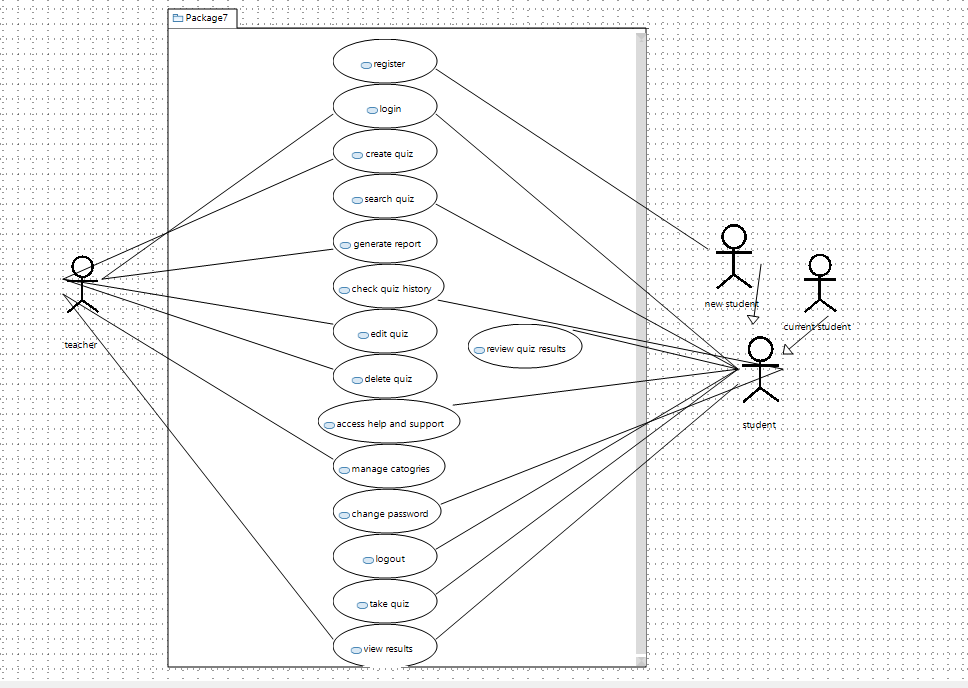 Package7
register
login
create quiz
search quiz
generate report
check quiz history
edit quiz
review quiz results
delete quiz
access help and support
manage catogries
change password
logout
take quiz
view results
teacher
new student
current student
student